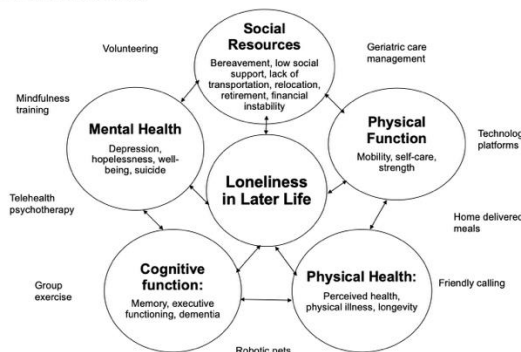 Social
Resources
Bereavement, low social
support, lack of
transportation, relocation,
retirement, financial
instability
Volunteering
Geriatric care
management
Mindfulness
training
Mental Health
Depression,
hopelessness, well-
being, suicide
Physical
Function
Mobility, self-care,
strength
Technology
platforms
Loneliness
in Later Life
Telehealth
psychotherapy
Home delivered
meals
Cognitive
function:
Memory, executive
functioning, dementia
Physical Health:
Perceived health,
physical illness, longevity
Group
exercise
Friendly calling
Robotic pets